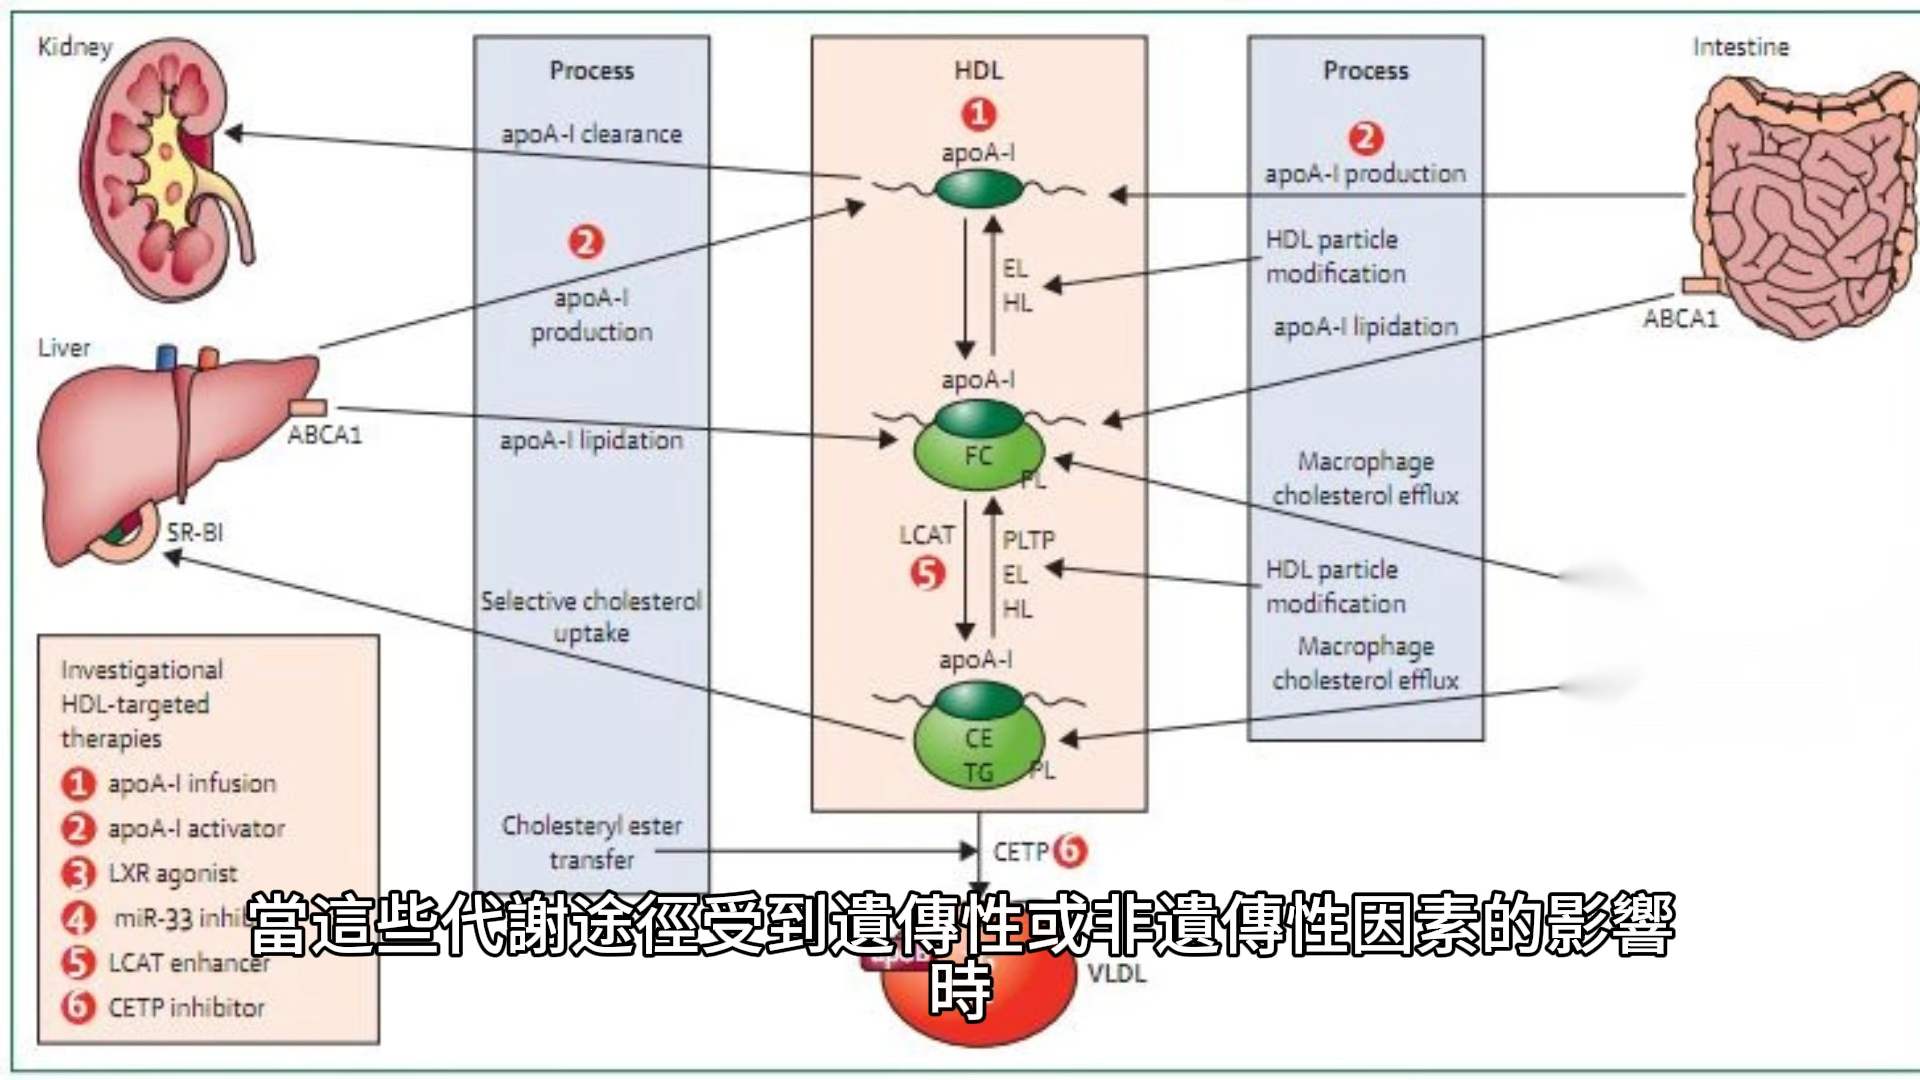 Kidney
Process
apoA-I clearance
2
apoA-I
production
apoA-I lipidation
Selective cholesterol
uptake
Cholesteryl ester
transfer
Liver
ABCA1
SR-BI
HDL
1
apoA-I
EL
HL
apoA-I
FC
PL
LCAT
5
PLTP
EL
HL
apoA-I
CE
TG
PL
CETP 6
VLDL
Process
2
apoA-I production
HDL particle
modification
apoA-I lipidation
Macrophage
cholesterol efflux
HDL particle
modification
Macrophage
cholesterol efflux
Intestine
ABCA1
Investigational
HDL-targeted
therapies
1 apoA-I infusion
2 apoA-I activator
3 LXR agonist
4 miR-33
5 LCAT enhancer
6 CETP inhibitor
當這些代謝途徑受到遺傳性或非遺傳性因素的影響
時